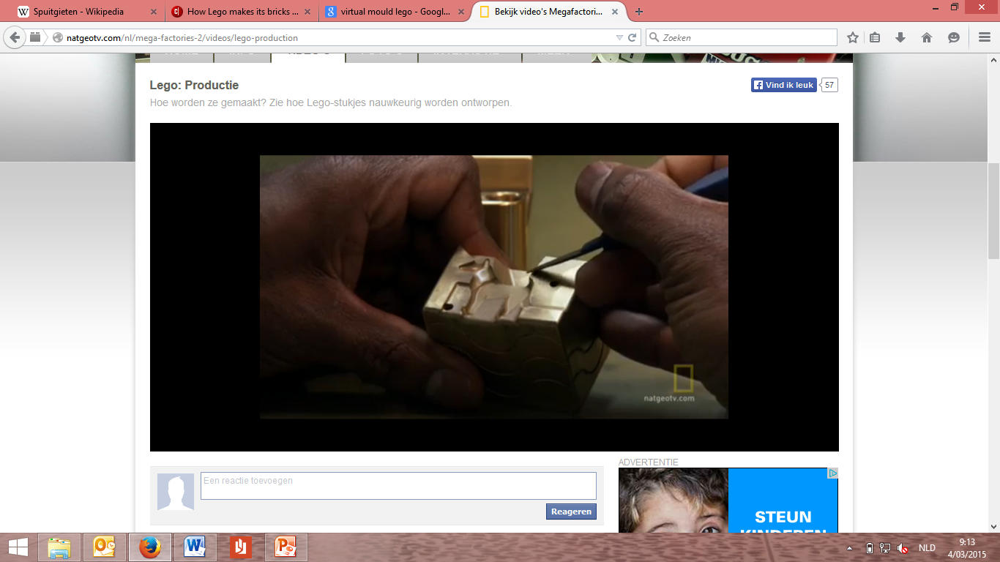 Spuitgieten - Wikipedia
How Lego makes its bricks ...
virtual mould lego - Googl...
Bekijk video's Megafactori...
natgeotv.com/nl/mega-factories-2/videos/lego-production
Zoeken
Lego: Productie
Vind ik leuk
57
Hoe worden ze gemaakt? Zie hoe Lego-stukjes nauwkeurig worden ontworpen.
natgeotv.com
ADVERTENTIE
Een reactie toevoegen
Reageren
STEUN
KINDEREN
NLD
9:13
4/03/2015